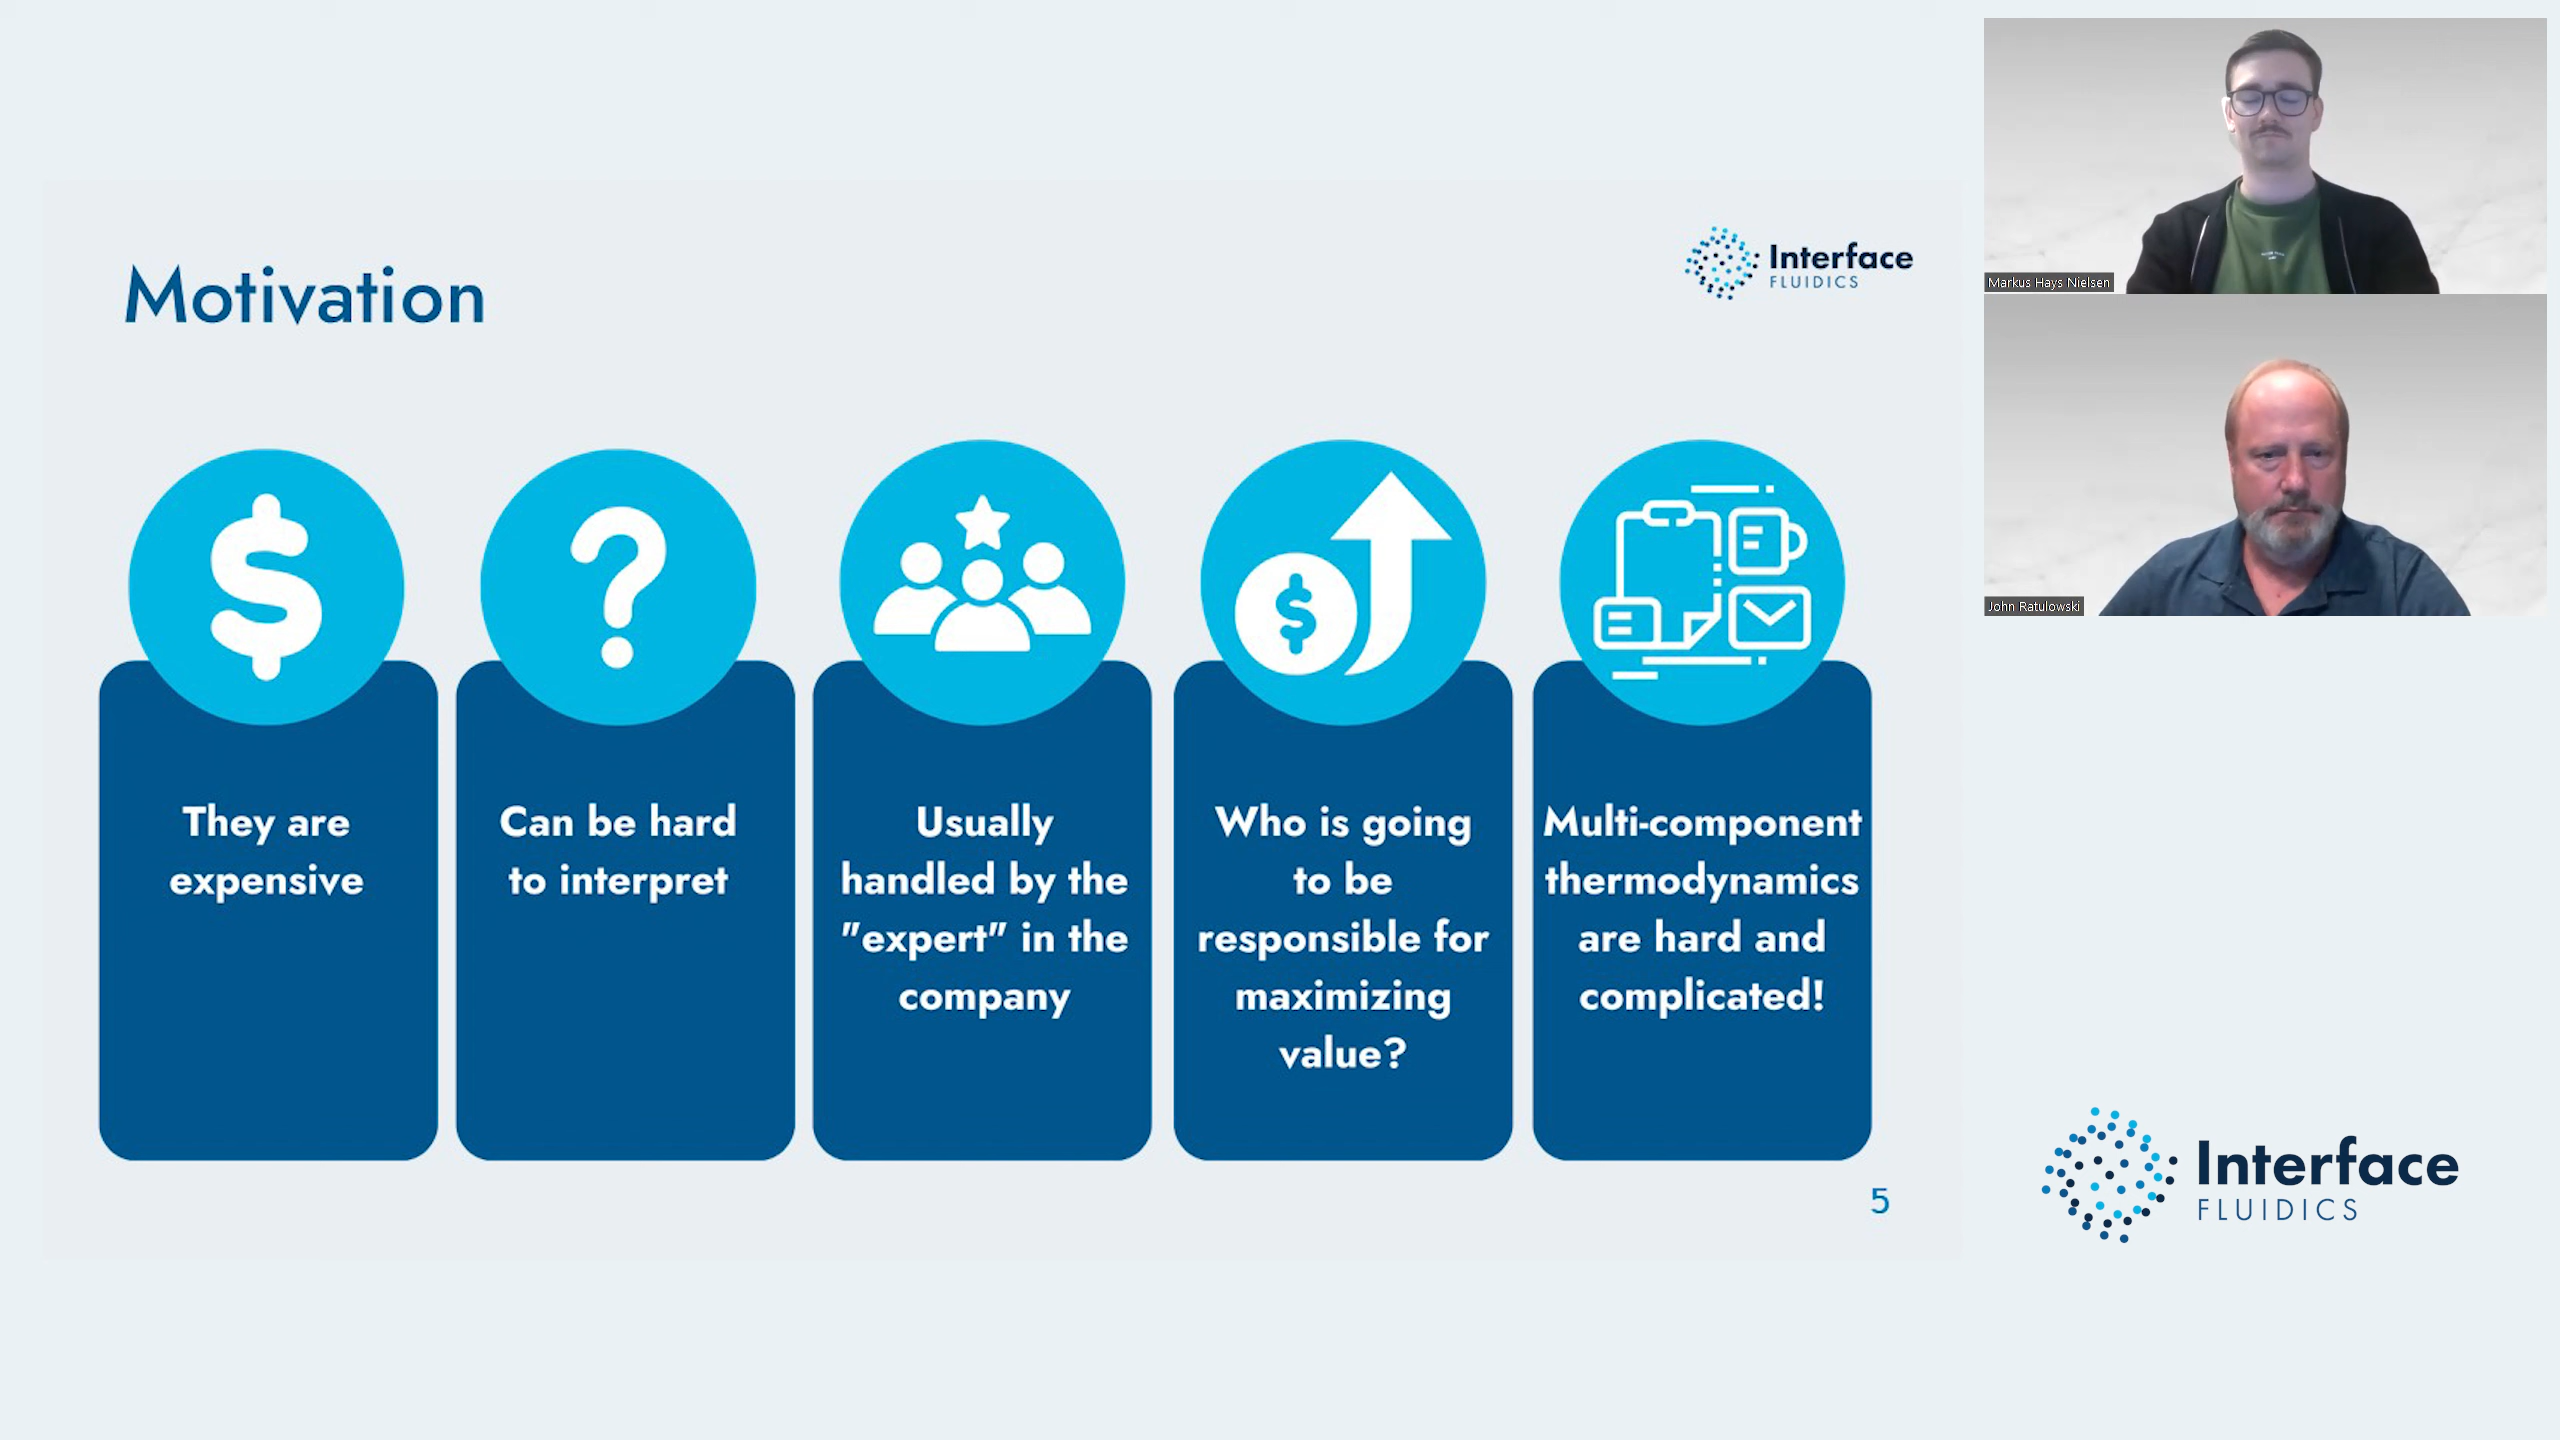 Motivation
Interface
FLUIDICS
They are
expensive
Can be hard
to interpret
Usually
handled by the
"expert" in the
company
Who is going
to be
responsible for
maximizing
value?
Multi-component
thermodynamics
are hard and
complicated!
5
Markus Hays Nielsen
John Ratulowski
Interface
FLUIDICS